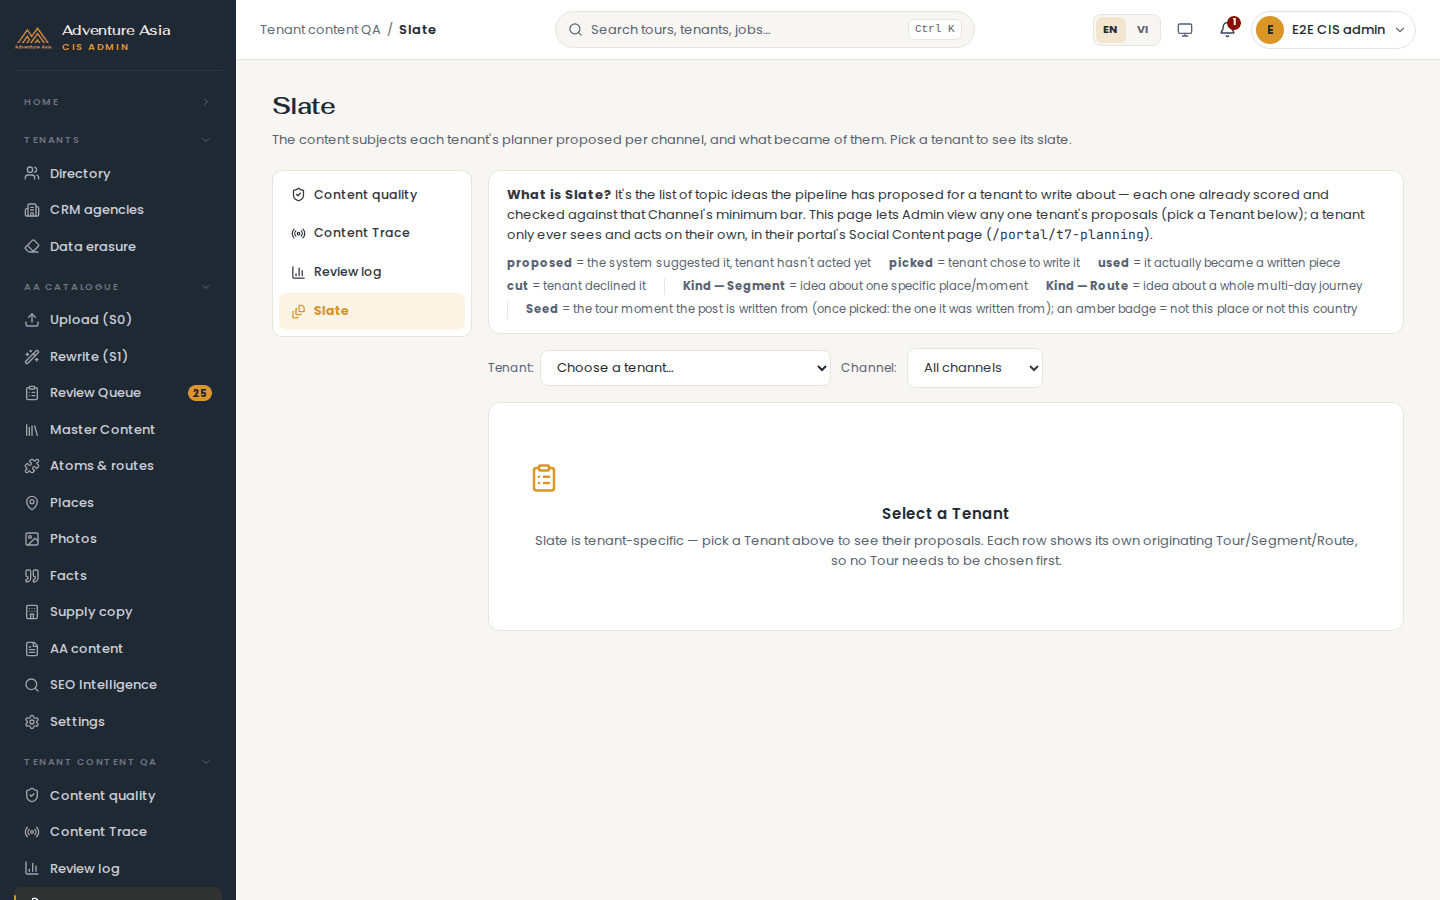 Adventure Asia
CIS ADMIN
Adventure Asia
HOME
TENANTS
Directory
CRM agencies
Data erasure
AA CATALOGUE
Upload (S0)
Rewrite (S1)
Review Queue
25
Master Content
Atoms & routes
Places
Photos
Facts
Supply copy
AA content
SEO Intelligence
Settings
TENANT CONTENT QA
Content quality
Content Trace
Review log
Tenant content QA / Slate
Search tours, tenants, jobs...
Ctrl K
EN
VI
1
E
E2E CIS admin
Slate
The content subjects each tenant's planner proposed per channel, and what became of them. Pick a tenant to see its slate.
Content quality
Content Trace
Review log
Slate
What is Slate? It's the list of topic ideas the pipeline has proposed for a tenant to write about — each one already scored and
checked against that Channel's minimum bar. This page lets Admin view any one tenant's proposals (pick a Tenant below); a tenant
only ever sees and acts on their own, in their portal's Social Content page (/portal/t7-planning).
proposed = the system suggested it, tenant hasn't acted yet picked = tenant chose to write it used = it actually became a written piece
cut = tenant declined it Kind — Segment = idea about one specific place/moment Kind — Route = idea about a whole multi-day journey
Seed = the tour moment the post is written from (once picked: the one it was written from); an amber badge = not this place or not this country
Tenant: Choose a tenant... Channel: All channels
Select a Tenant
Slate is tenant-specific — pick a Tenant above to see their proposals. Each row shows its own originating Tour/Segment/Route,
so no Tour needs to be chosen first.